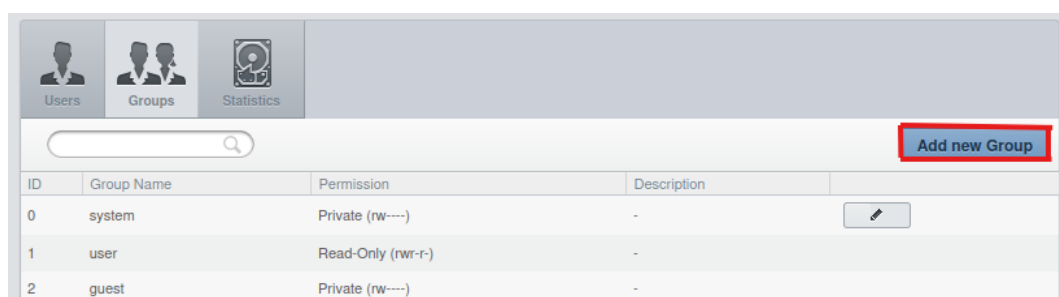 Users Groups Statistics
Add new Group
ID Group Name Permission Description
0 system Private (rw----) -
1 user Read-Only (rwr-r-) -
2 guest Private (rw----) -